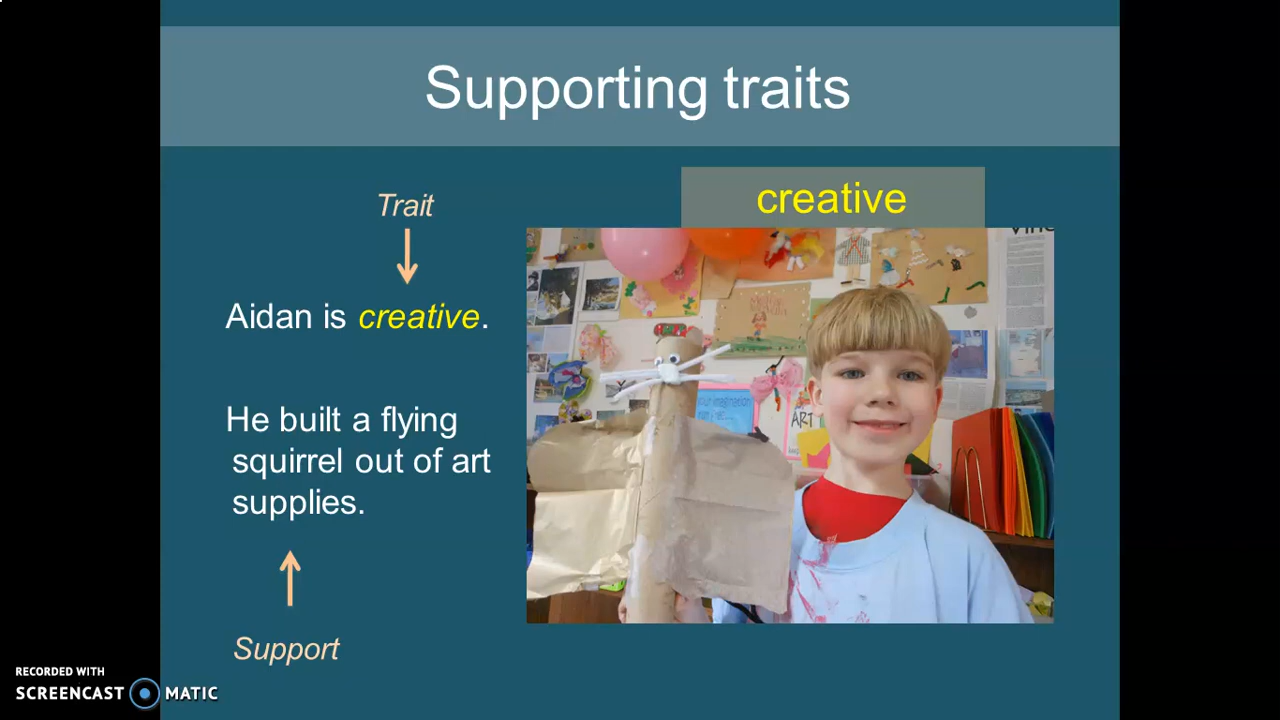 Supporting traits
creative
Trait
Aidan is creative.
He built a flying
squirrel out of art
supplies.
Support
ART
RECORDED WITH
SCREENCAST MATIC